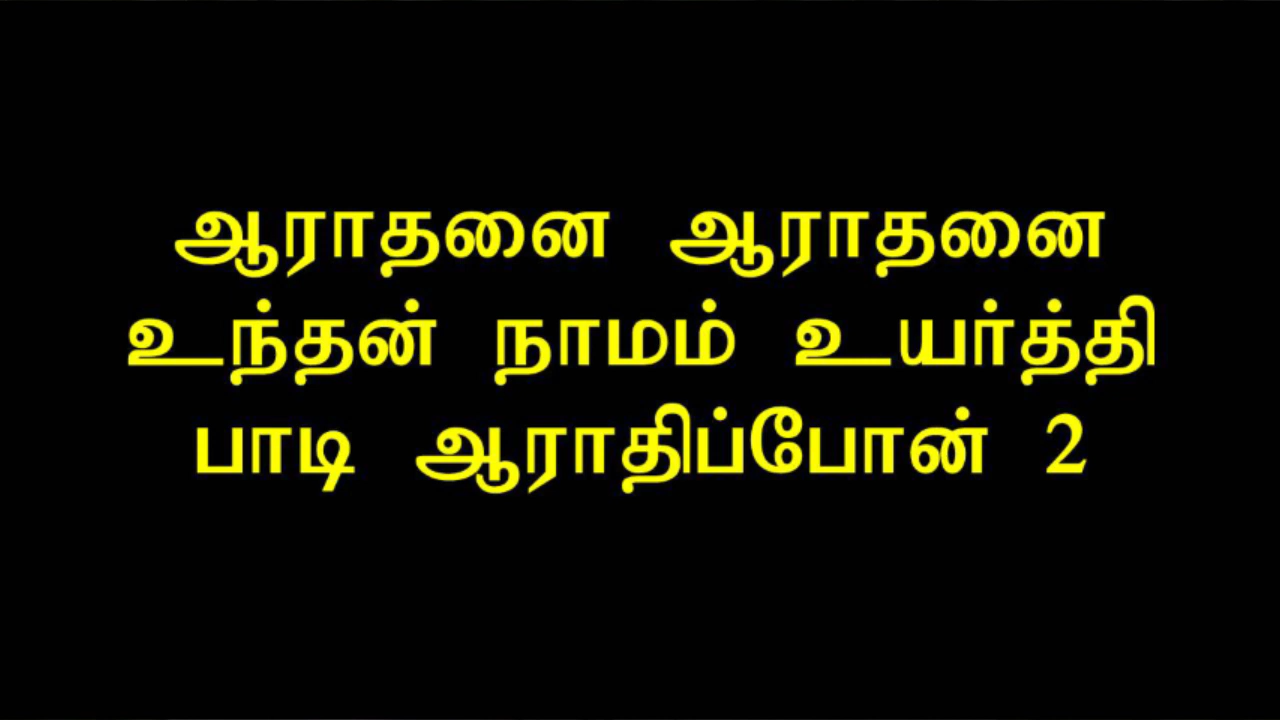 ஆராதனை ஆராதனை
உந்தன் நாமம் உயர்த்தி
பாடி ஆராதிப்போன் 2